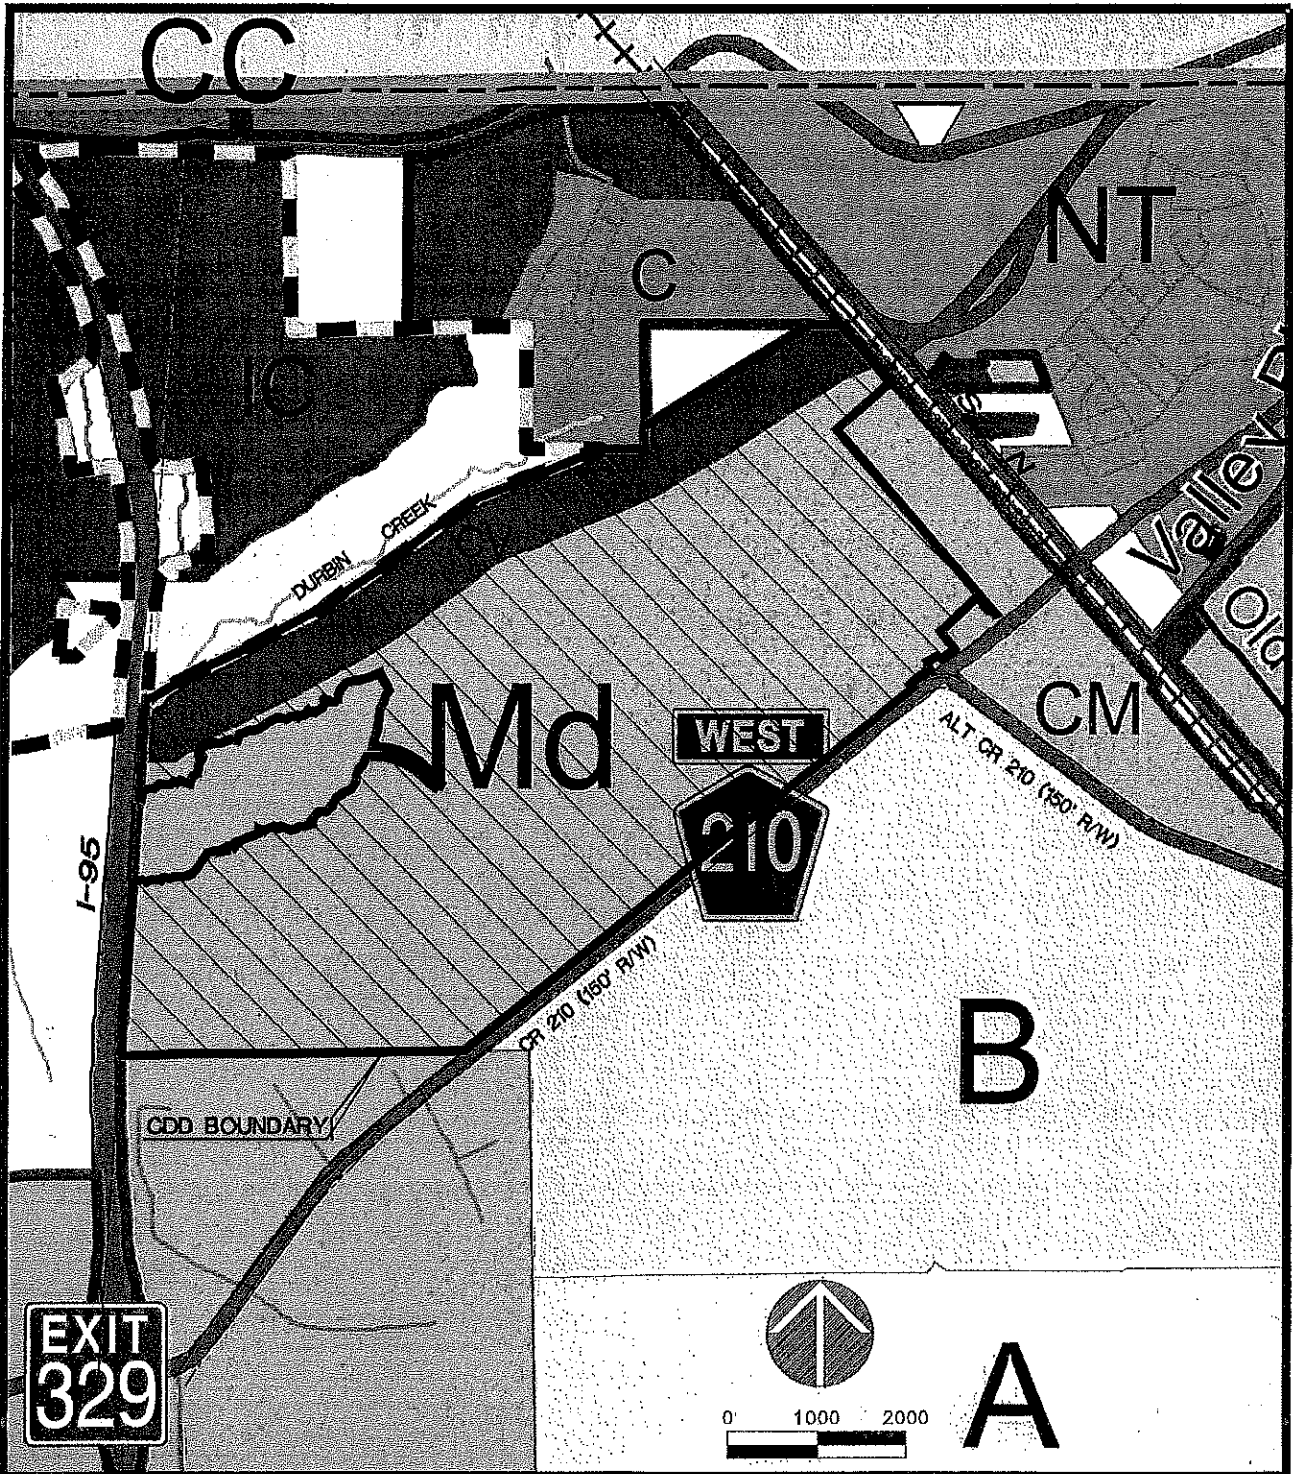 CC
NT
C
IC
S
N
Valley
DURBIN CREEK
Old
Md
WEST
210
CM
ALT CR 210 (150' R/W)
I-95
CR 210 (150' R/W)
B
CDD BOUNDARY
EXIT
329
0' 1000 2000
A